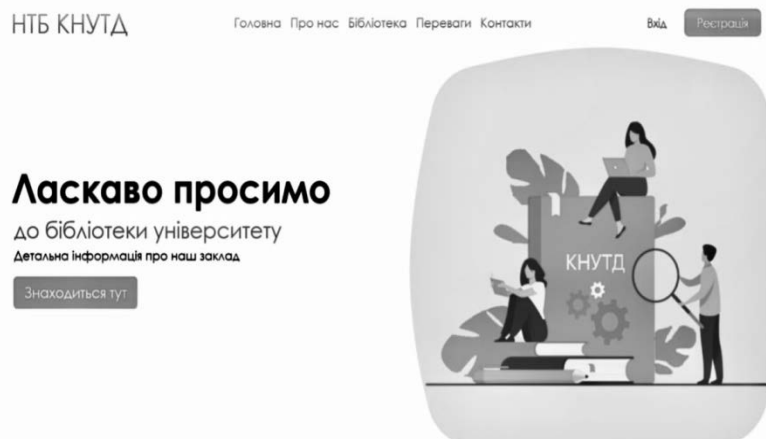 НТБ КНУТД
Головна Про нас Бібліотека Переваги Контакти
Вхід
Реєстрація
Ласкаво просимо
до бібліотеки університету
Детальна інформація про наш заклад
Знаходиться тут
КНУТД